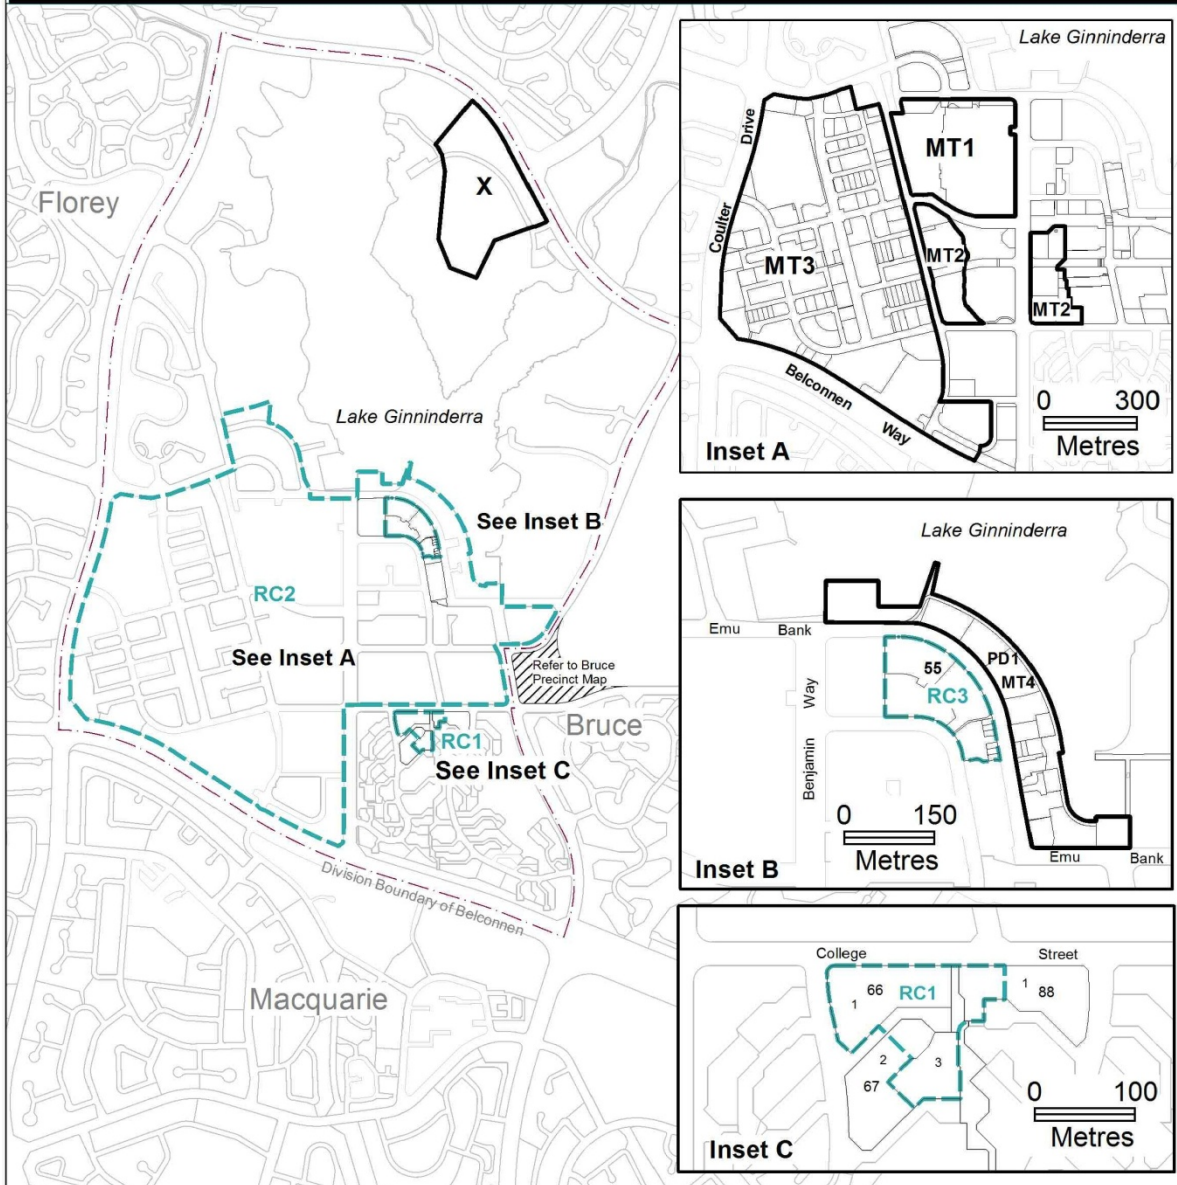 Florey
X
Lake Ginninderra
See Inset B
RC2
See Inset A
Refer to Bruce
Precinct Map
Bruce
RC1
See Inset C
Division Boundary of Belconnen
Macquarie
Lake Ginninderra
Drive
MT1
Coulter
MT3
MT2
MT2
Belconnen
Way
0 300
Metres
Inset A
Lake Ginninderra
Emu Bank
55
PD1
MT4
RC3
Way
Benjamin
0 150
Metres
Emu Bank
Inset B
College Street
66 RC1 1 88
1
2 3
67
0 100
Metres
Inset C